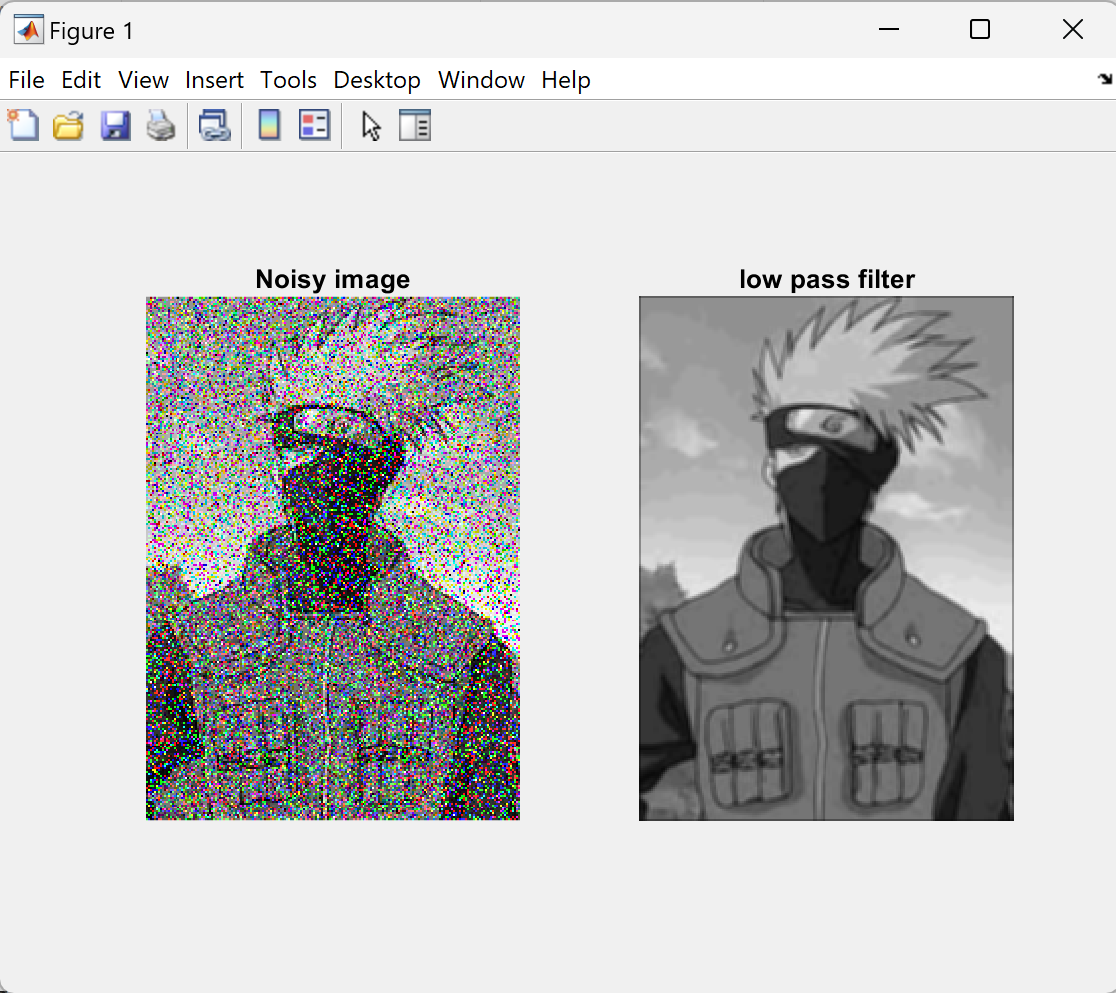 Figure 1
File Edit View Insert Tools Desktop Window Help
Noisy image
low pass filter